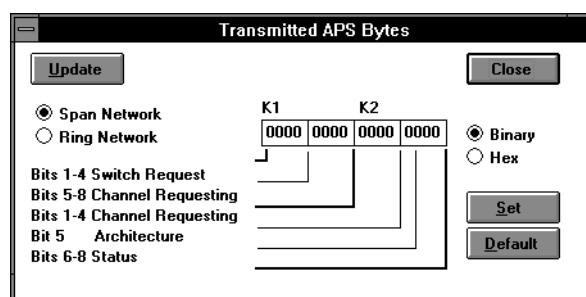 Transmitted APS Bytes
Update
Close
Span Network
Ring Network
K1 K2
0000 0000 0000 0000
Binary
Hex
Bits 1-4 Switch Request
Bits 5-8 Channel Requesting
Bits 1-4 Channel Requesting
Bit 5 Architecture
Bits 6-8 Status
Set
Default